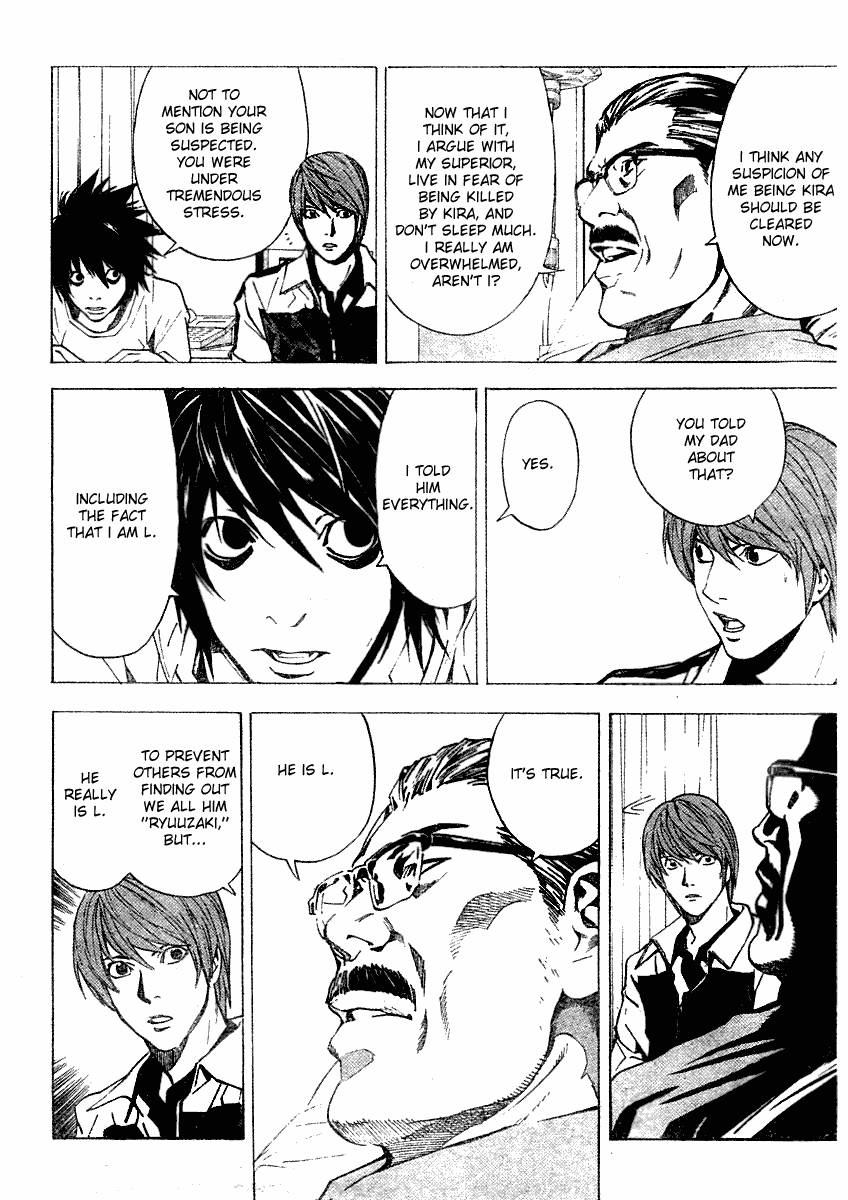 I THINK ANY
SUSPICION OF
ME BEING KIRA
SHOULD BE
CLEARED
NOW.
NOW THAT I
THINK OF IT,
I ARGUE WITH
MY SUPERIOR,
LIVE IN FEAR OF
BEING KILLED
BY KIRA, AND
DON'T SLEEP MUCH.
I REALLY AM
OVERWHELMED,
AREN'T I?
NOT TO
MENTION YOUR
SON IS BEING
SUSPECTED.
YOU WERE
UNDER
TREMENDOUS
STRESS.
YOU TOLD
MY DAD
ABOUT
THAT?
YES.
I TOLD
HIM
EVERYTHING.
INCLUDING
THE FACT
THAT I AM L.
IT'S TRUE.
HE IS L.
TO PREVENT
OTHERS FROM
FINDING OUT
WE ALL HIM
"RYUUZAKI,"
BUT...
HE
REALLY
IS L.